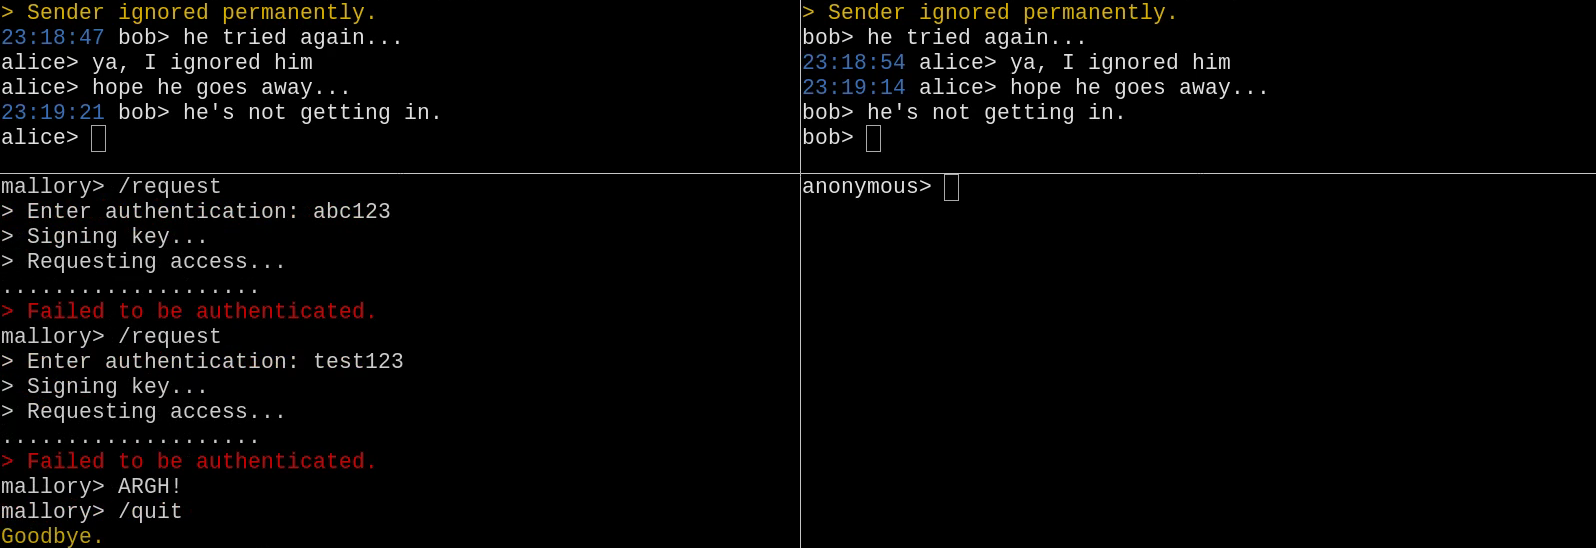 > Sender ignored permanently.
23:18:47 bob> he tried again...
alice> ya, I ignored him
alice> hope he goes away...
23:19:21 bob> he's not getting in.
alice>
> Sender ignored permanently.
bob> he tried again...
23:18:54 alice> ya, I ignored him
23:19:14 alice> hope he goes away...
bob> he's not getting in.
bob>
mallory> /request
> Enter authentication: abc123
> Signing key...
> Requesting access...
....................
> Failed to be authenticated.
mallory> /request
> Enter authentication: test123
> Signing key...
> Requesting access...
....................
> Failed to be authenticated.
mallory> ARGH!
mallory> /quit
Goodbye.
anonymous>